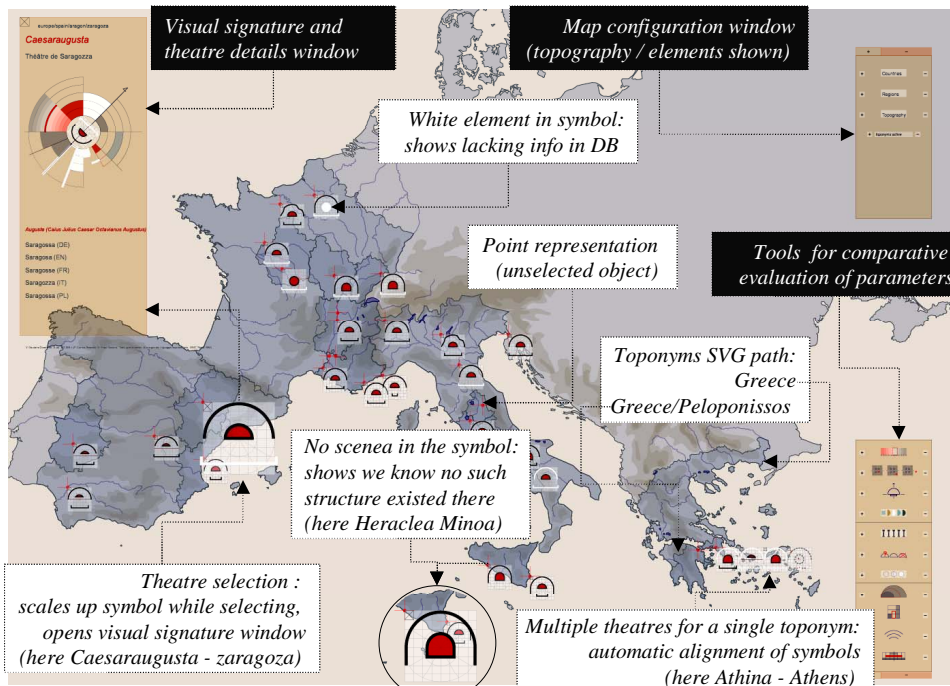 europe/spain/aragon/zaragoza
Caesaraugusta
Théâtre de Saragozza
Augusta (Caius Julius Caesar Octavianus Augustus)
Saragossa (DE)
Saragosse (EN)
Saragosse (FR)
Saragozza (IT)
Saragossa (PL)
Visual signature and
theatre details window
Map configuration window
(topography / elements shown)
Countries
Regions
Topography
White element in symbol:
shows lacking info in DB
Point representation
(unselected object)
Tools for comparative
evaluation of parameters
Toponyms SVG path:
Greece
Greece/Peloponissos
No scenea in the symbol:
shows we know no such
structure existed there
(here Heraclea Minoa)
Theatre selection :
scales up symbol while selecting,
opens visual signature window
(here Caesaraugusta - zaragoza)
Multiple theatres for a single toponym:
automatic alignment of symbols
(here Athina - Athens)